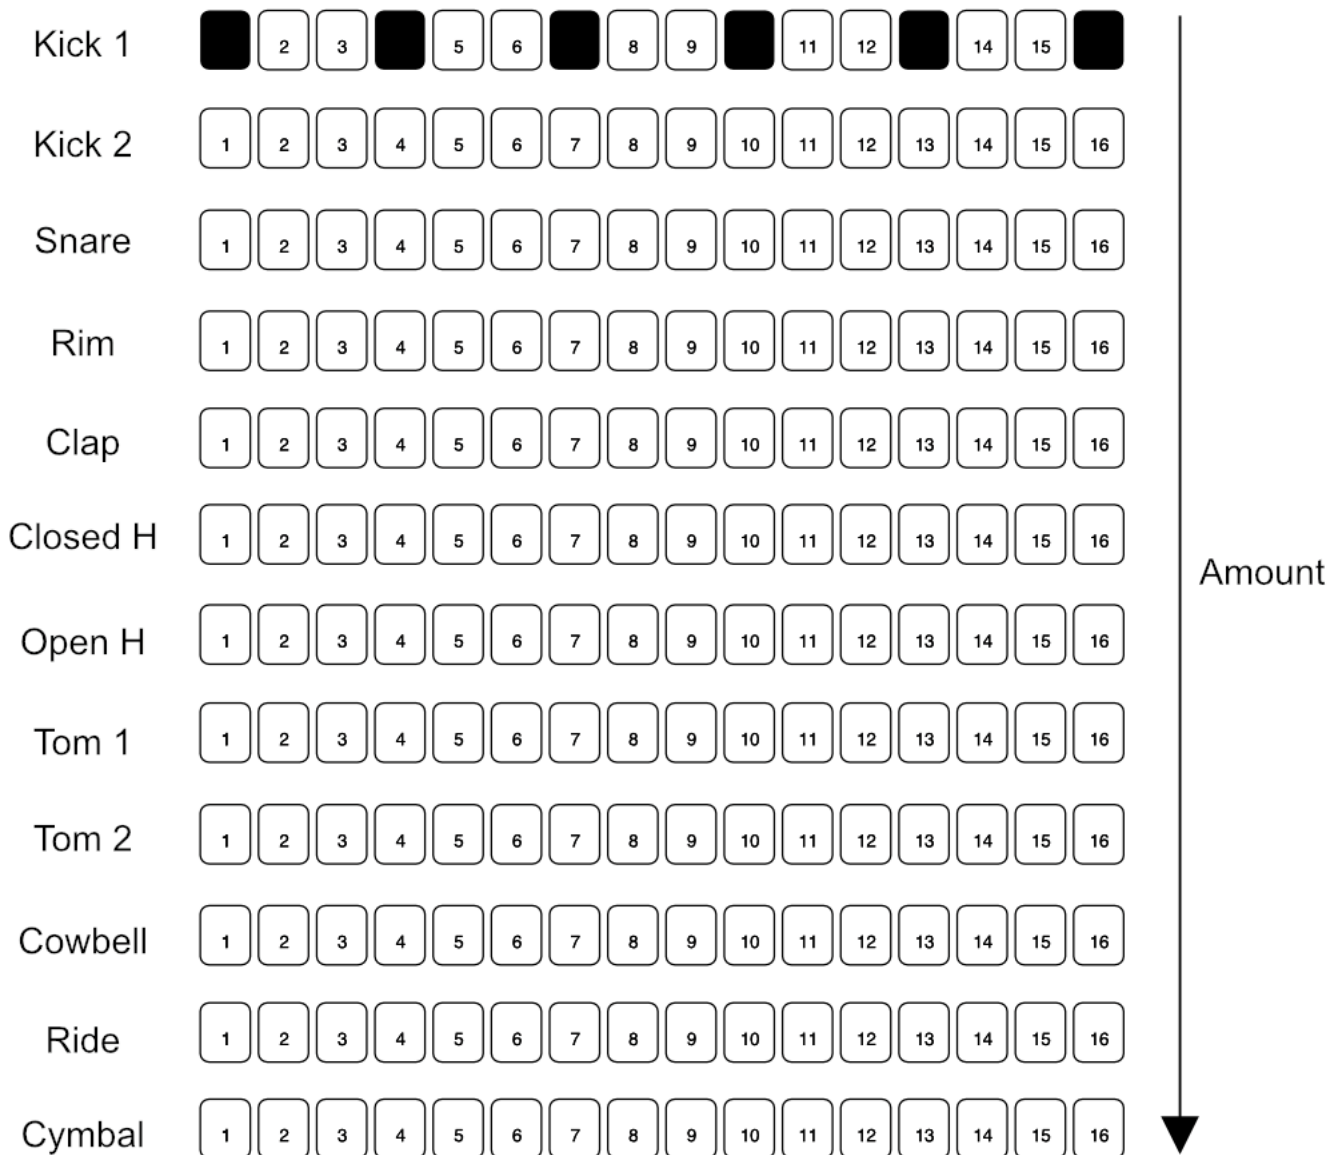 Kick 1 2 3 5 6 8 9 11 12 14 15
Kick 2 1 2 3 4 5 6 7 8 9 10 11 12 13 14 15 16
Snare 1 2 3 4 5 6 7 8 9 10 11 12 13 14 15 16
Rim 1 2 3 4 5 6 7 8 9 10 11 12 13 14 15 16
Clap 1 2 3 4 5 6 7 8 9 10 11 12 13 14 15 16
Closed H 1 2 3 4 5 6 7 8 9 10 11 12 13 14 15 16
Amount
Open H 1 2 3 4 5 6 7 8 9 10 11 12 13 14 15 16
Tom 1 1 2 3 4 5 6 7 8 9 10 11 12 13 14 15 16
Tom 2 1 2 3 4 5 6 7 8 9 10 11 12 13 14 15 16
Cowbell 1 2 3 4 5 6 7 8 9 10 11 12 13 14 15 16
Ride 1 2 3 4 5 6 7 8 9 10 11 12 13 14 15 16
Cymbal 1 2 3 4 5 6 7 8 9 10 11 12 13 14 15 16